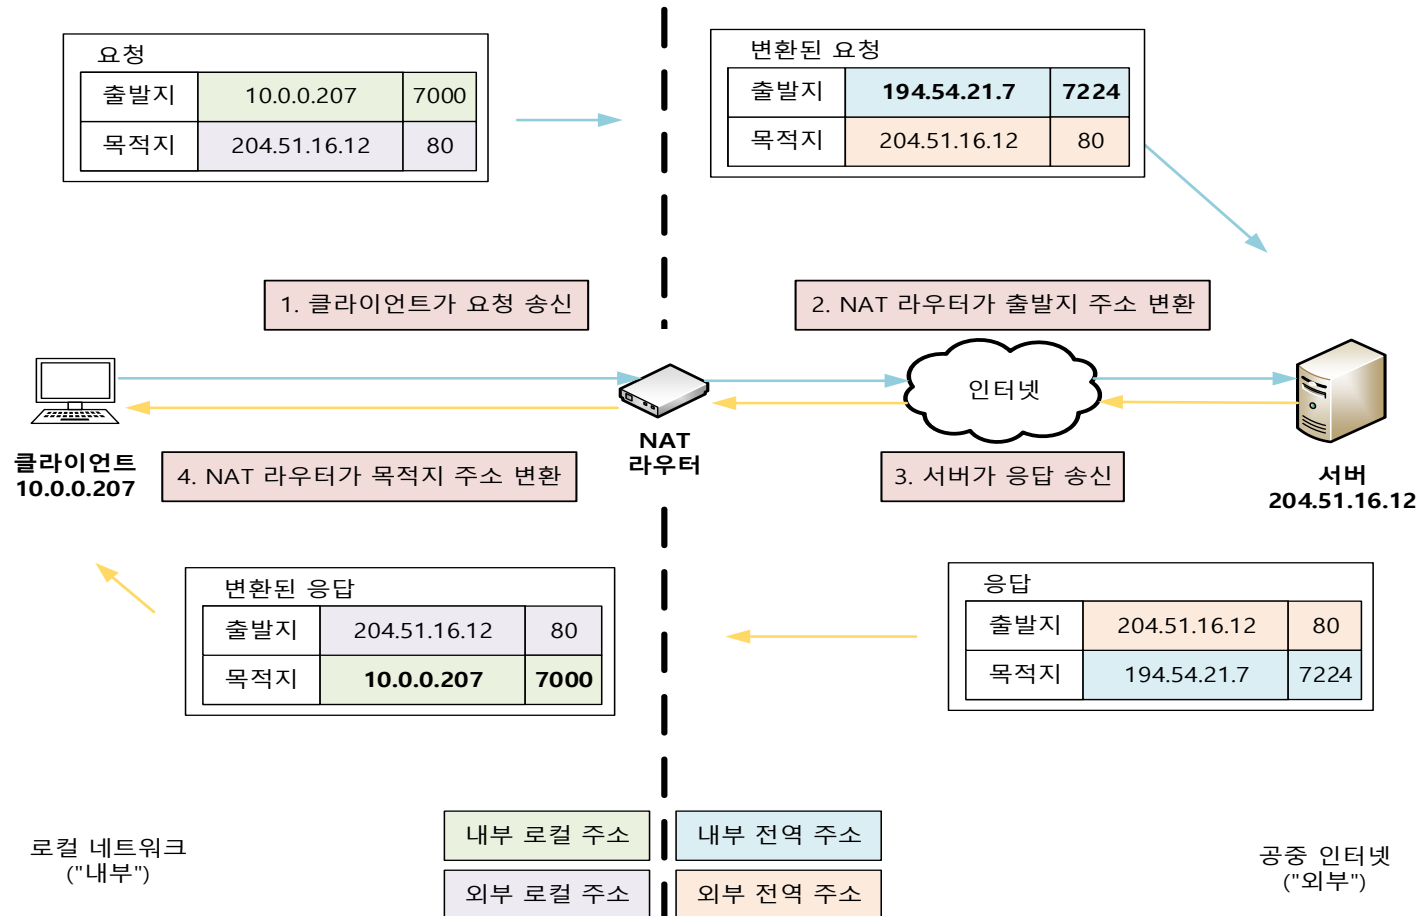 요청
출발지 10.0.0.207 7000
목적지 204.51.16.12 80
변환된 요청
출발지 194.54.21.7 7224
목적지 204.51.16.12 80
1. 클라이언트가 요청 송신
2. NAT 라우터가 출발지 주소 변환
인터넷
NAT
라우터
클라이언트
10.0.0.207
4. NAT 라우터가 목적지 주소 변환
3. 서버가 응답 송신
서버
204.51.16.12
변환된 응답
출발지 204.51.16.12 80
목적지 10.0.0.207 7000
응답
출발지 204.51.16.12 80
목적지 194.54.21.7 7224
로컬 네트워크
("내부")
내부 로컬 주소
내부 전역 주소
외부 로컬 주소
외부 전역 주소
공중 인터넷
("외부")